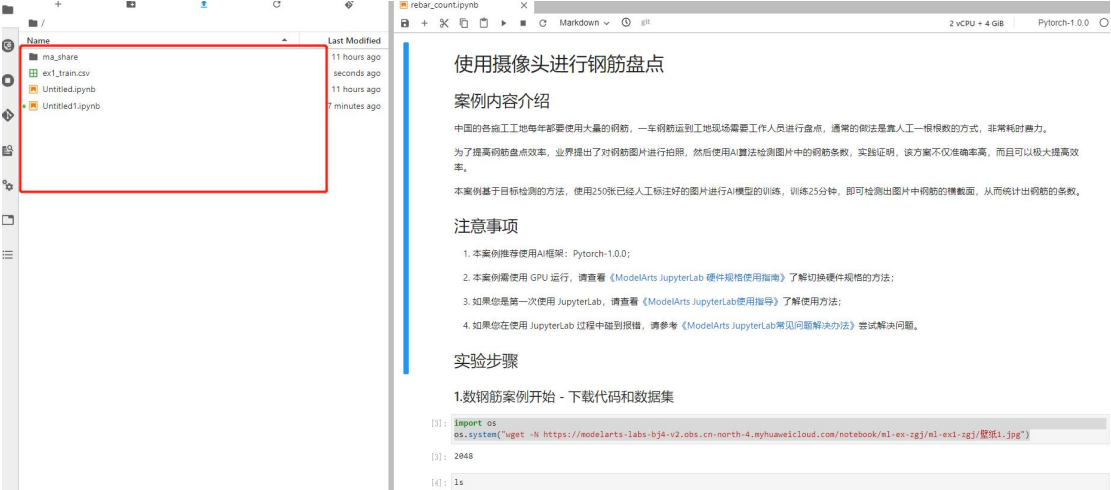 rebar_count.ipynb
Markdown
git
2 vCPU + 4 GiB
Pytorch-1.0.0
/
Name
Last Modified
ma_share
11 hours ago
ex1_train.csv
seconds ago
Untitled.ipynb
11 hours ago
Untitled1.ipynb
7 minutes ago
使用摄像头进行钢筋盘点
案例内容介绍
中国的各施工工地每年都要使用大量的钢筋，一车钢筋运到工地现场需要工作人员进行盘点，通常的做法是靠人工一根根数的方式，非常耗时费力。
为了提高钢筋盘点效率，业界提出了对钢筋图片进行拍照，然后使用AI算法检测图片中的钢筋条数，实践证明，该方案不仅准确率高，而且可以极大提高效
率。
本案例基于目标检测的方法，使用250张已经人工标注好的图片进行AI模型的训练，训练25分钟，即可检测出图片中钢筋的横截面，从而统计出钢筋的条数。
注意事项
1. 本案例推荐使用AI框架：Pytorch-1.0.0；
2. 本案例需使用 GPU 运行，请查看《ModelArts JupyterLab 硬件规格使用指南》了解切换硬件规格的方法；
3. 如果您是第一次使用 JupyterLab，请查看《ModelArts JupyterLab使用指导》了解使用方法；
4. 如果您在使用 JupyterLab 过程中碰到报错，请参考《ModelArts JupyterLab常见问题解决办法》尝试解决问题。
实验步骤
1.数钢筋案例开始 - 下载代码和数据集
[3]: import os
os.system("wget -N https://modelarts-labs-bj4-v2.obs.cn-north-4.myhuaweicloud.com/notebook/ml-ex-zgj/ml-ex1-zgj/壁纸1.jpg")
[3]: 2048
[4]: ls